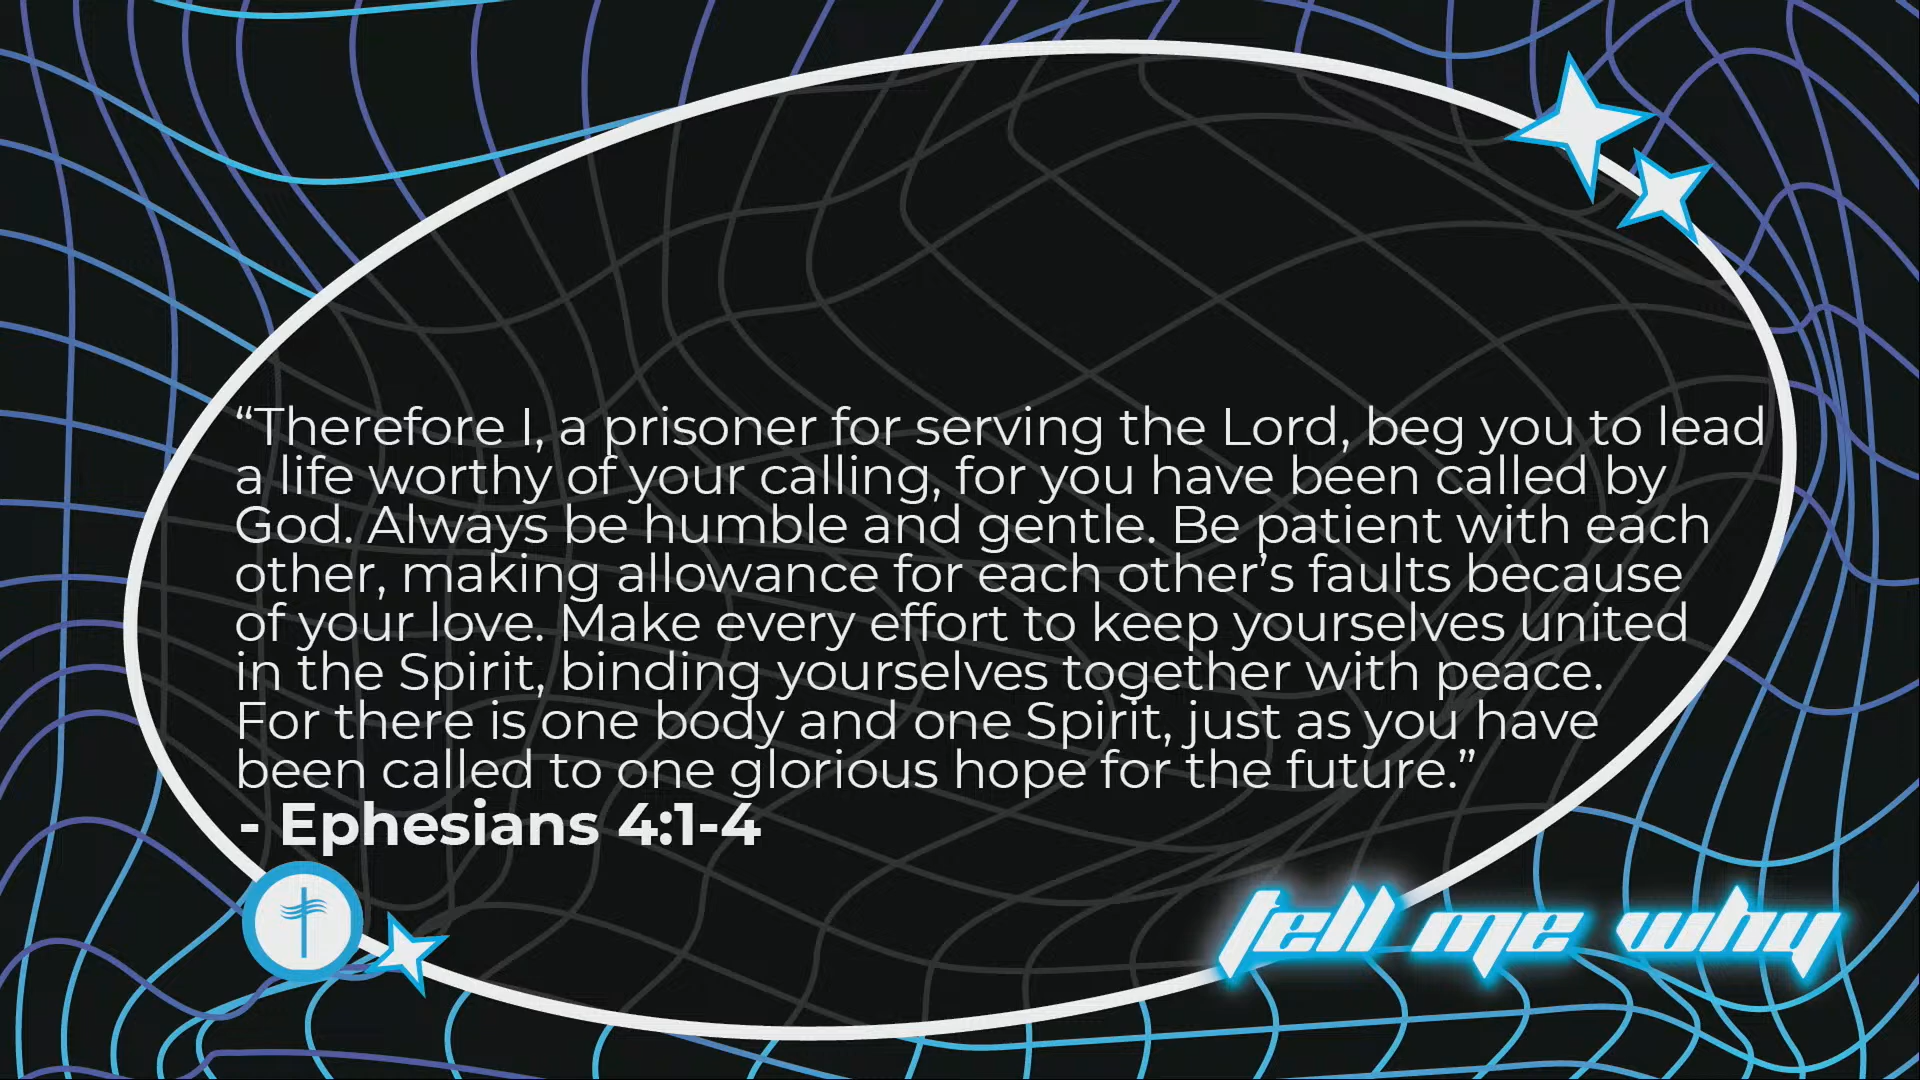 “Therefore I, a prisoner for serving the Lord, beg you to lead
a life worthy of your calling, for you have been called by
God. Always be humble and gentle. Be patient with each
other, making allowance for each other’s faults because
of your love. Make every effort to keep yourselves united
in the Spirit, binding yourselves together with peace.
For there is one body and one Spirit, just as you have
been called to one glorious hope for the future.”
- Ephesians 4:1-4
tell me why